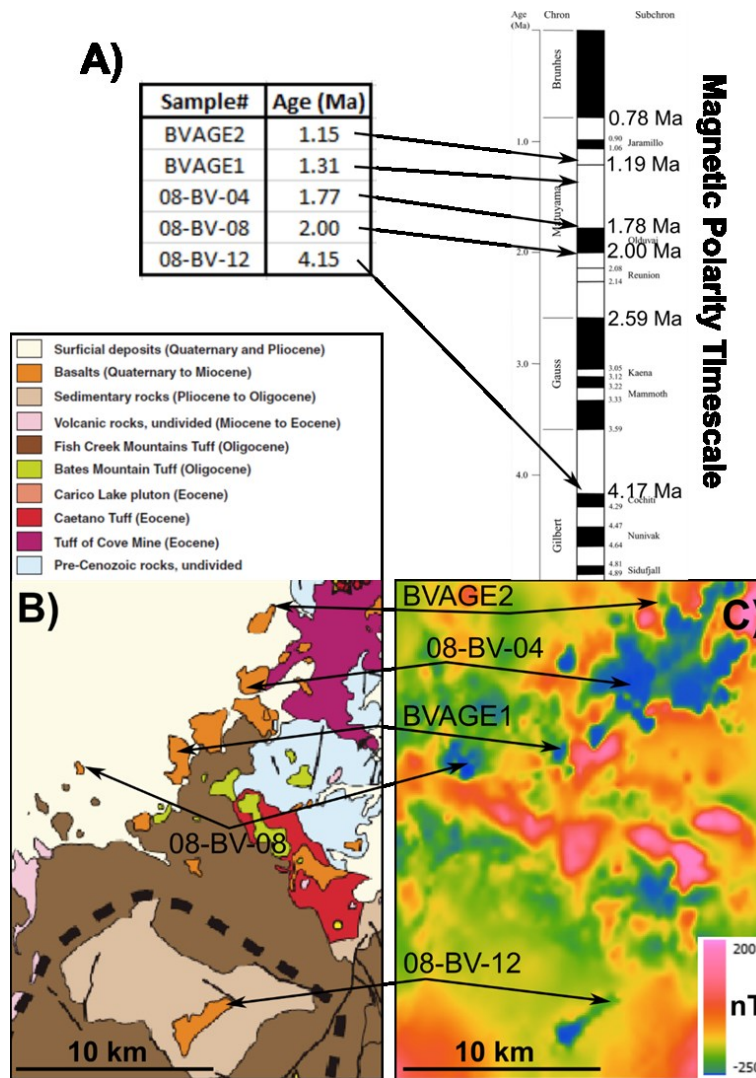 A)
Sample# Age (Ma)
BVAGE2 1.15
BVAGE1 1.31
08-BV-04 1.77
08-BV-08 2.00
08-BV-12 4.15
Age
(Ma)
Chron
Subchron
Brunhes
Matuyama
Gauss
Gilbert
1.0
2.0
3.0
4.0
0.78 Ma
0.90
Jaramillo
1.06
1.19 Ma
1.78 Ma
Olduvai
2.00 Ma
2.08
Reunion
2.14
2.59 Ma
3.05
Kaena
3.12
3.22
Mammoth
3.33
3.59
4.17 Ma
Cochiti
4.29
4.47
Nunivak
4.64
4.81
Sidufjall
4.89
Magnetic Polarity Timescale
Surficial deposits (Quaternary and Pliocene)
Basalts (Quaternary to Miocene)
Sedimentary rocks (Pliocene to Oligocene)
Volcanic rocks, undivided (Miocene to Eocene)
Fish Creek Mountains Tuff (Oligocene)
Bates Mountain Tuff (Oligocene)
Carico Lake pluton (Eocene)
Caetano Tuff (Eocene)
Tuff of Cove Mine (Eocene)
Pre-Cenozoic rocks, undivided
B)
C)
BVAGE2
08-BV-04
BVAGE1
08-BV-08
08-BV-12
10 km
10 km
200
nT
-250